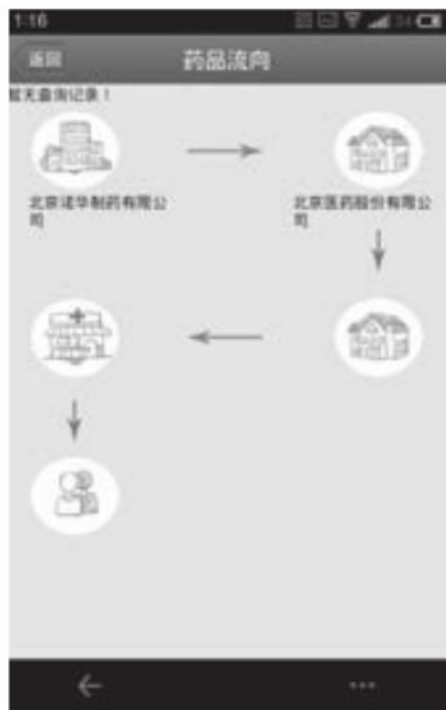 1:16
34
返回
药品流向
暂无查询记录！
北京诺华制药有限公
司
北京医药股份有限公
司